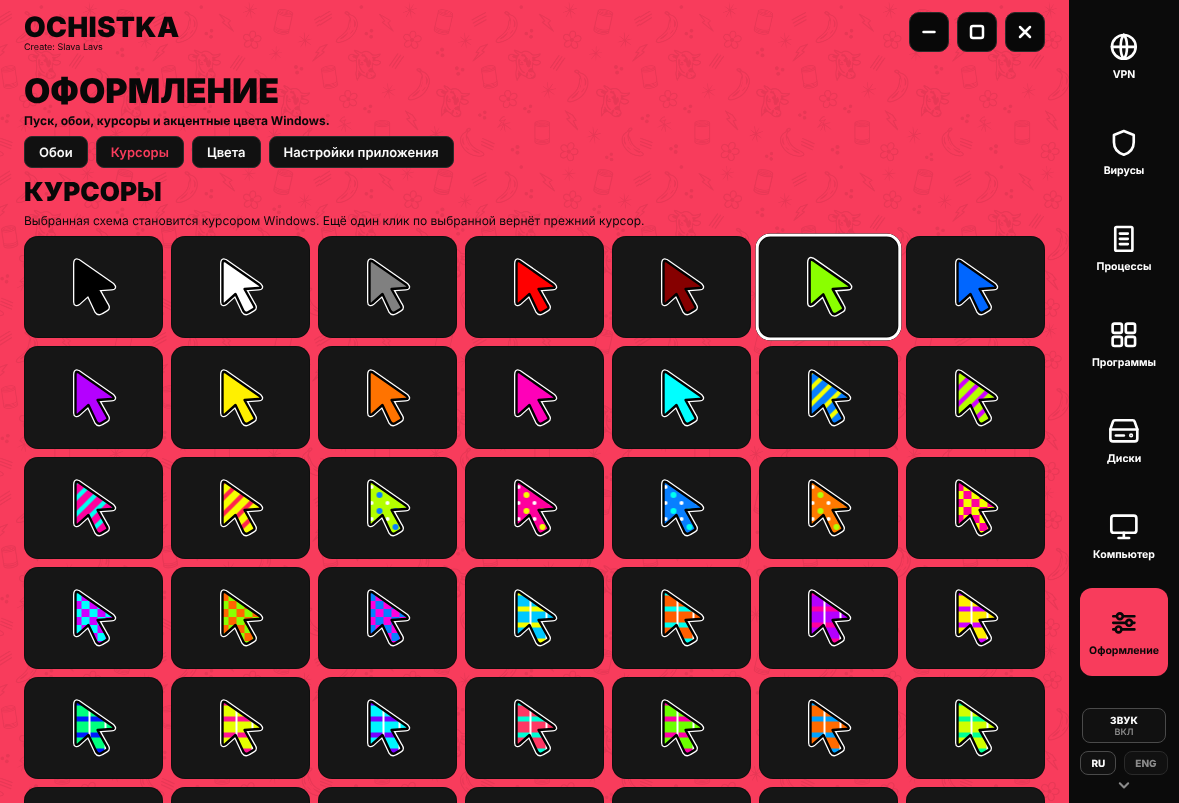 OCHISTKA
Create: Slava Lavs
ОФОРМЛЕНИЕ
Пуск, обои, курсоры и акцентные цвета Windows.
Обои
Курсоры
Цвета
Настройки приложения
КУРСОРЫ
Выбранная схема становится курсором Windows. Ещё один клик по выбранной вернёт прежний курсор.
VPN
Вирусы
Процессы
Программы
Диски
Компьютер
Оформление
ЗВУК
ВКЛ
RU
ENG